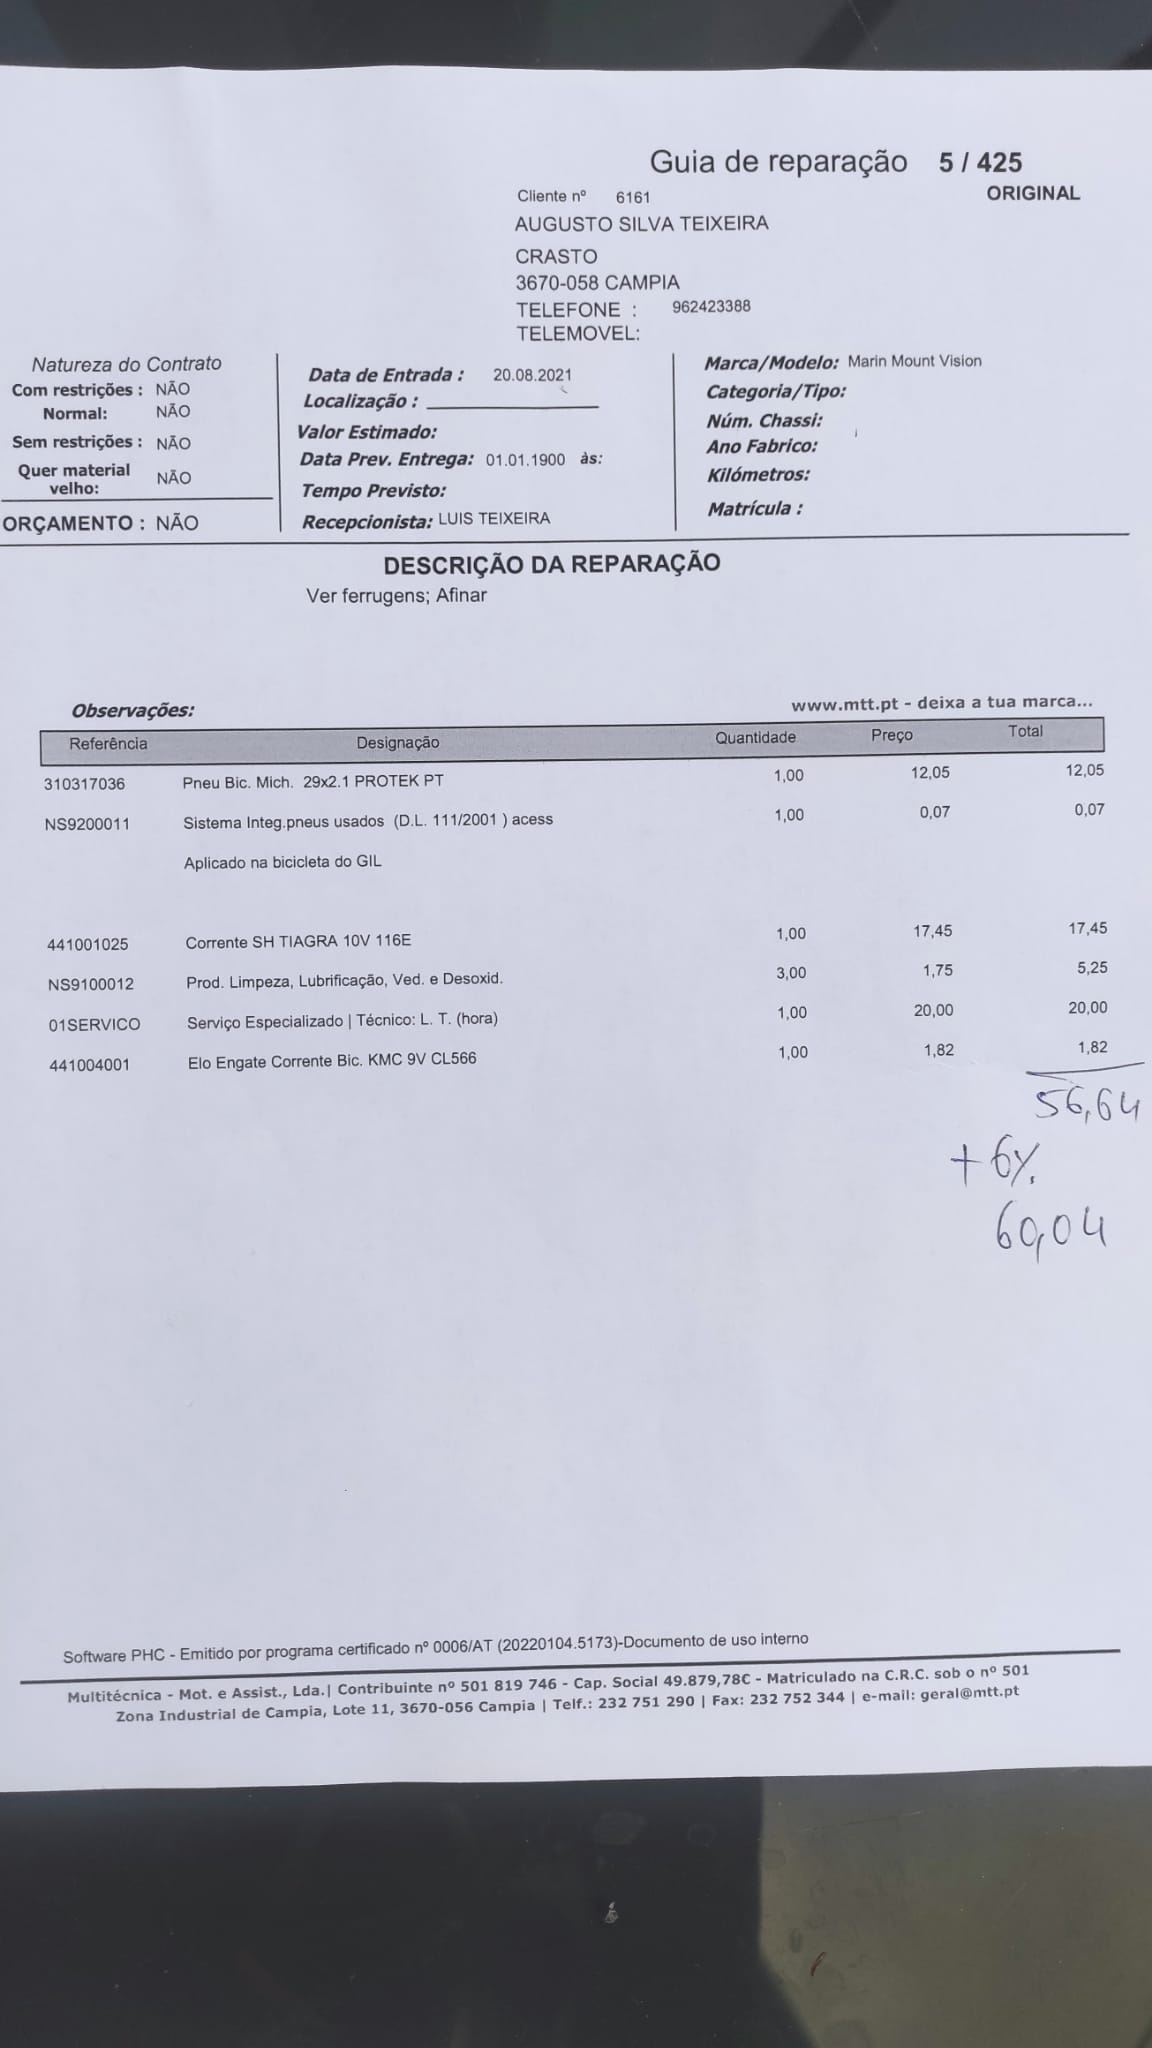 Guia de reparação 5 / 425
ORIGINAL
Cliente nº 6161
AUGUSTO SILVA TEIXEIRA
CRASTO
3670-058 CAMPIA
TELEFONE : 962423388
TELEMOVEL:
Natureza do Contrato
Com restrições : NÃO
Normal: NÃO
Sem restrições : NÃO
Quer material velho: NÃO
ORÇAMENTO : NÃO
Data de Entrada : 20.08.2021
Localização :
Valor Estimado:
Data Prev. Entrega: 01.01.1900 às:
Tempo Previsto:
Recepcionista: LUIS TEIXEIRA
Marca/Modelo: Marin Mount Vision
Categoria/Tipo:
Núm. Chassi:
Ano Fabrico:
Kilómetros:
Matrícula :
DESCRIÇÃO DA REPARAÇÃO
Ver ferrugens; Afinar
Observações: www.mtt.pt - deixa a tua marca...
Referência Designação Quantidade Preço Total
310317036 Pneu Bic. Mich. 29x2.1 PROTEK PT 1,00 12,05 12,05
NS9200011 Sistema Integ.pneus usados (D.L. 111/2001 ) acess 1,00 0,07 0,07
Aplicado na bicicleta do GIL
441001025 Corrente SH TIAGRA 10V 116E 1,00 17,45 17,45
NS9100012 Prod. Limpeza, Lubrificação, Ved. e Desoxid. 3,00 1,75 5,25
01SERVICO Serviço Especializado | Técnico: L. T. (hora) 1,00 20,00 20,00
441004001 Elo Engate Corrente Bic. KMC 9V CL566 1,00 1,82 1,82
56,64
+ 6%
60,04
Software PHC - Emitido por programa certificado nº 0006/AT (20220104.5173)-Documento de uso interno
Multitécnica - Mot. e Assist., Lda.| Contribuinte nº 501 819 746 - Cap. Social 49.879,78€ - Matriculado na C.R.C. sob o nº 501
Zona Industrial de Campia, Lote 11, 3670-056 Campia | Telf.: 232 751 290 | Fax: 232 752 344 | e-mail: geral@mtt.pt